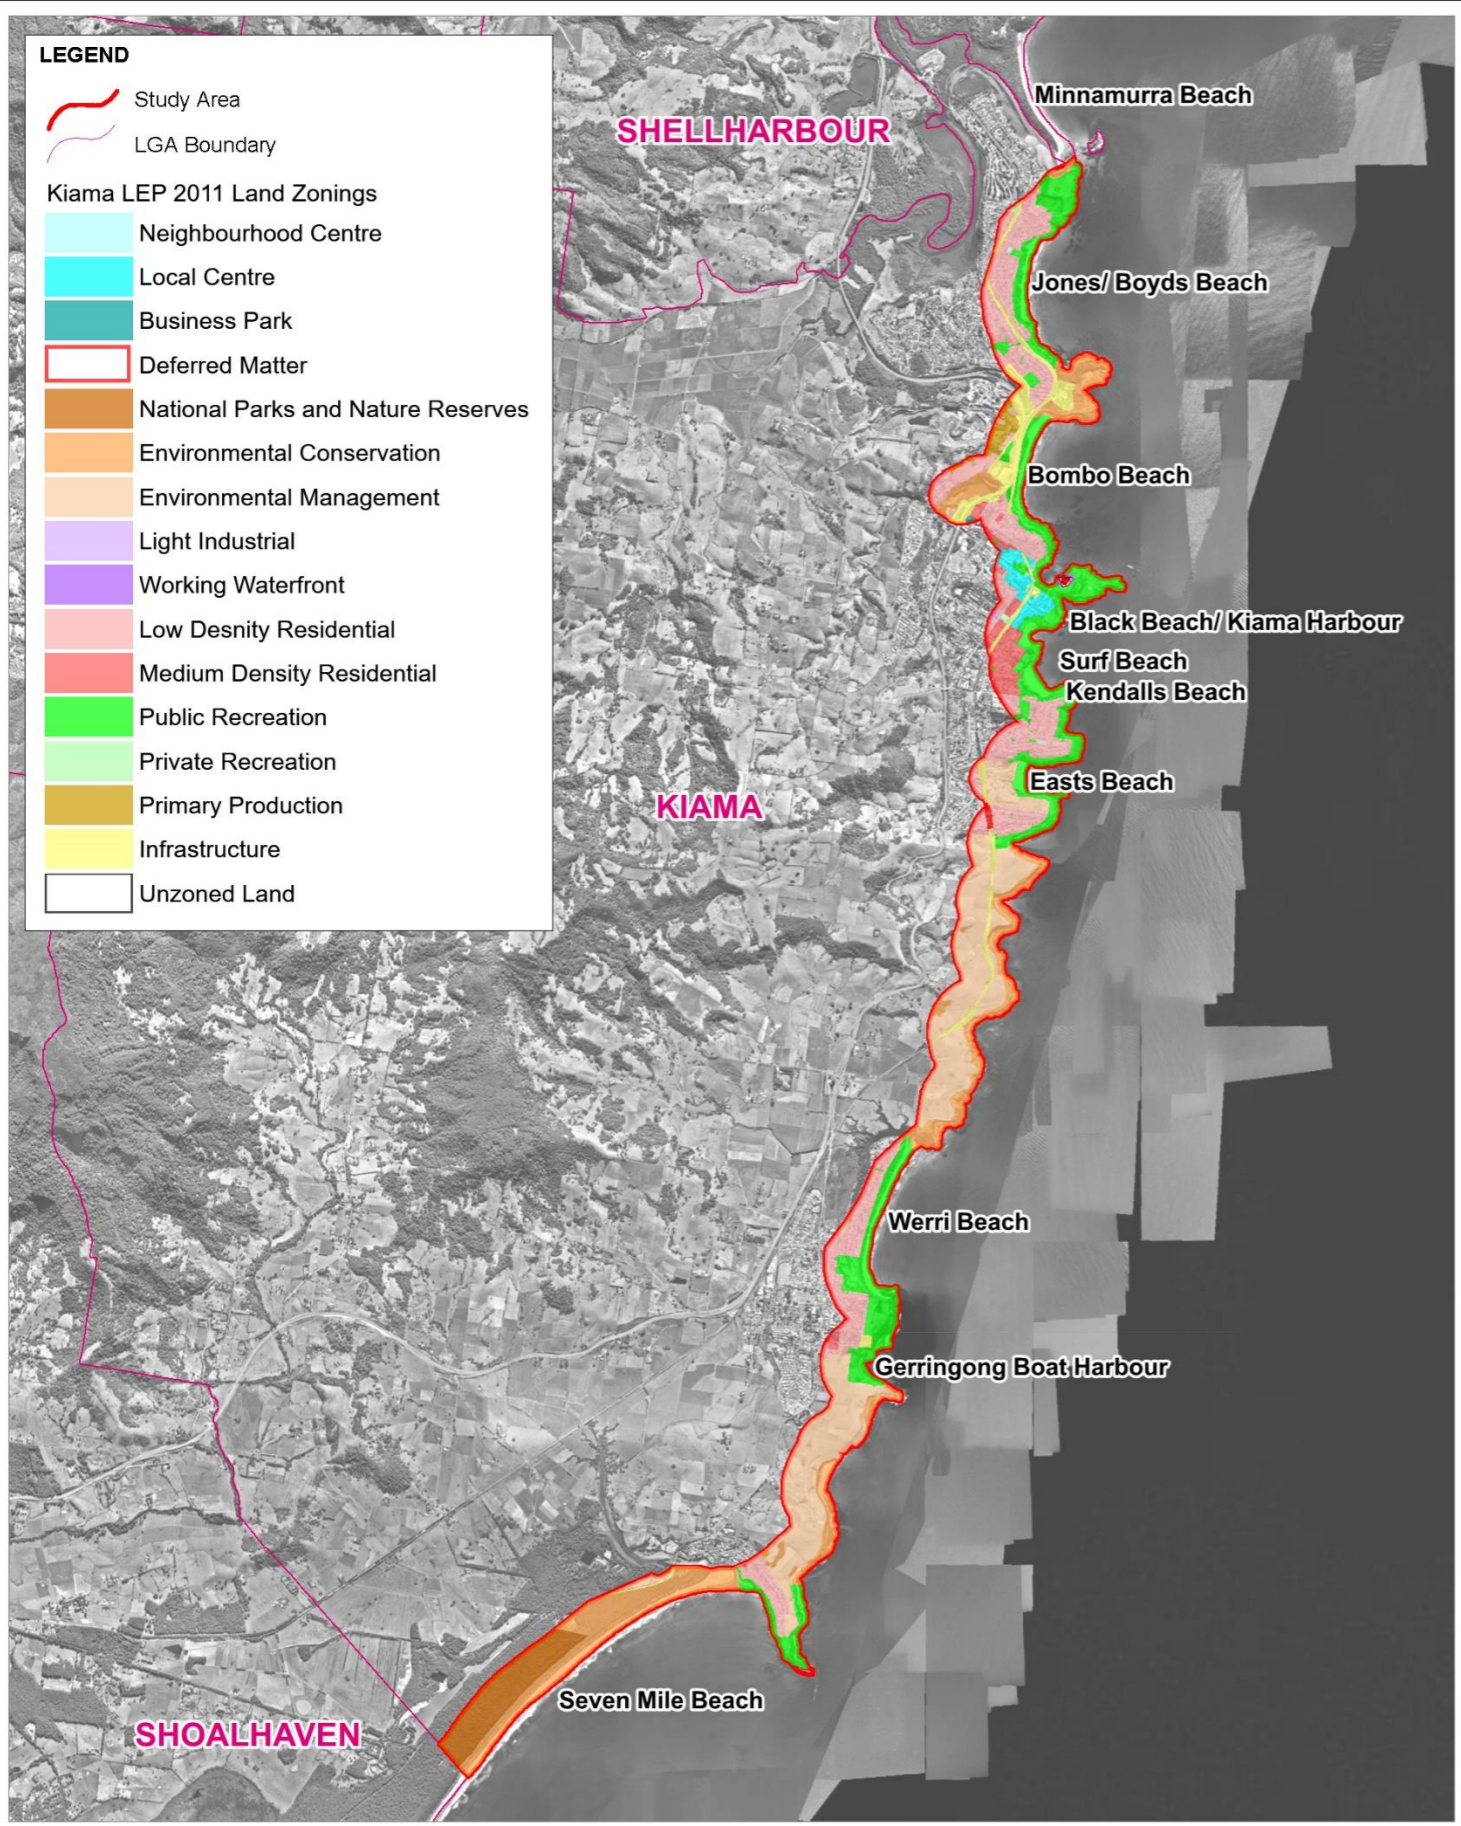 LEGEND
Study Area
LGA Boundary
Kiama LEP 2011 Land Zonings
Neighbourhood Centre
Local Centre
Business Park
Deferred Matter
National Parks and Nature Reserves
Environmental Conservation
Environmental Management
Light Industrial
Working Waterfront
Low Desnity Residential
Medium Density Residential
Public Recreation
Private Recreation
Primary Production
Infrastructure
Unzoned Land
Minnamurra Beach
SHELLHARBOUR
Jones/ Boyds Beach
Bombo Beach
Black Beach/ Kiama Harbour
Surf Beach
Kendalls Beach
Easts Beach
KIAMA
Werri Beach
Gerringong Boat Harbour
Seven Mile Beach
SHOALHAVEN